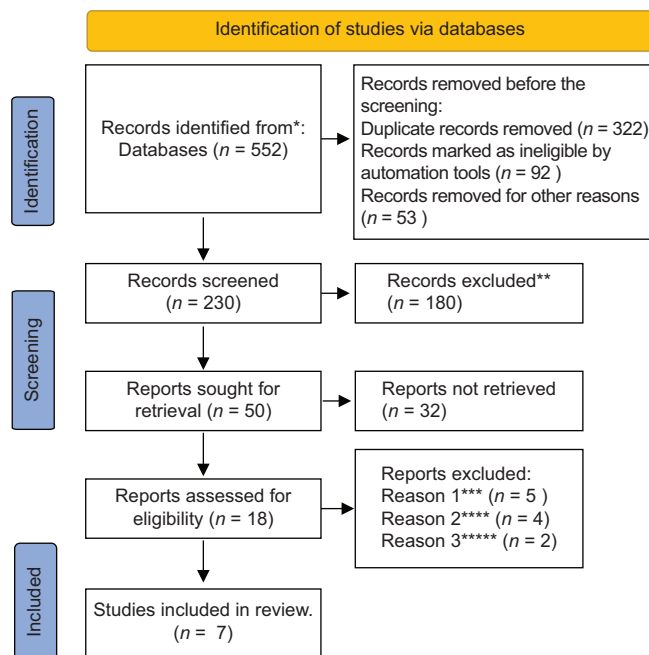 Identification of studies via databases
Identification
Records identified from*:
Databases (n = 552)
Records removed before the
screening:
Duplicate records removed (n = 322)
Records marked as ineligible by
automation tools (n = 92 )
Records removed for other reasons
(n = 53 )
Screening
Records screened
(n = 230)
Records excluded**
(n = 180)
Reports sought for
retrieval (n = 50)
Reports not retrieved
(n = 32)
Reports assessed for
eligibility (n = 18)
Reports excluded:
Reason 1*** (n = 5 )
Reason 2**** (n = 4)
Reason 3***** (n = 2)
Included
Studies included in review.
(n = 7)